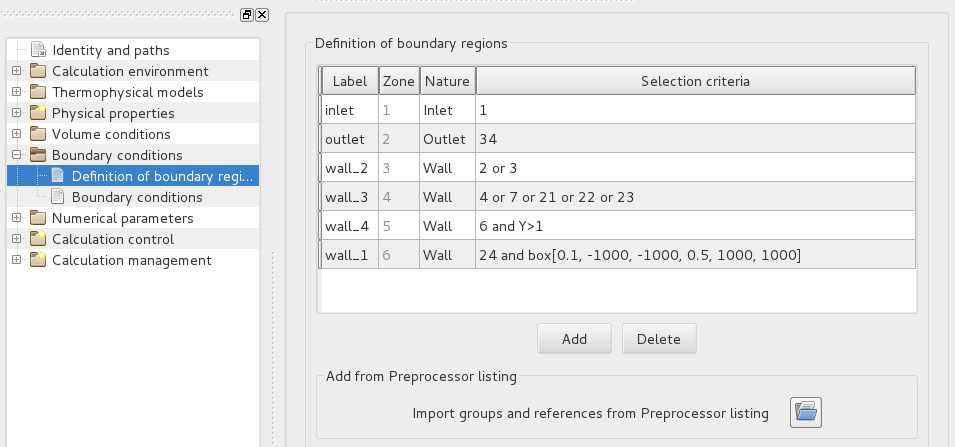 Identity and paths
Calculation environment
Thermophysical models
Physical properties
Volume conditions
Boundary conditions
Definition of boundary regi...
Boundary conditions
Numerical parameters
Calculation control
Calculation management
Definition of boundary regions
Label Zone Nature Selection criteria
inlet 1 Inlet 1
outlet 2 Outlet 34
wall_2 3 Wall 2 or 3
wall_3 4 Wall 4 or 7 or 21 or 22 or 23
wall_4 5 Wall 6 and Y>1
wall_1 6 Wall 24 and box[0.1, -1000, -1000, 0.5, 1000, 1000]
Add Delete
Add from Preprocessor listing
Import groups and references from Preprocessor listing